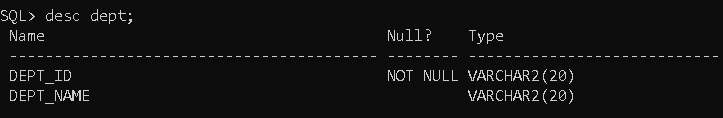 SQL> desc dept;
Name Null? Type
----------------------------------------- -------- ----------------------------
DEPT_ID NOT NULL VARCHAR2(20)
DEPT_NAME VARCHAR2(20)